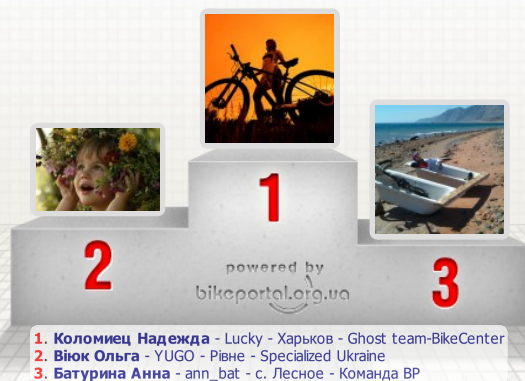 1
2
3
powered by
bikeportal.org.ua
1. Коломиец Надежда - Lucky - Харьков - Ghost team-BikeCenter
2. Віюк Ольга - YUGO - Рівне - Specialized Ukraine
3. Батурина Анна - ann_bat - с. Лесное - Команда ВР